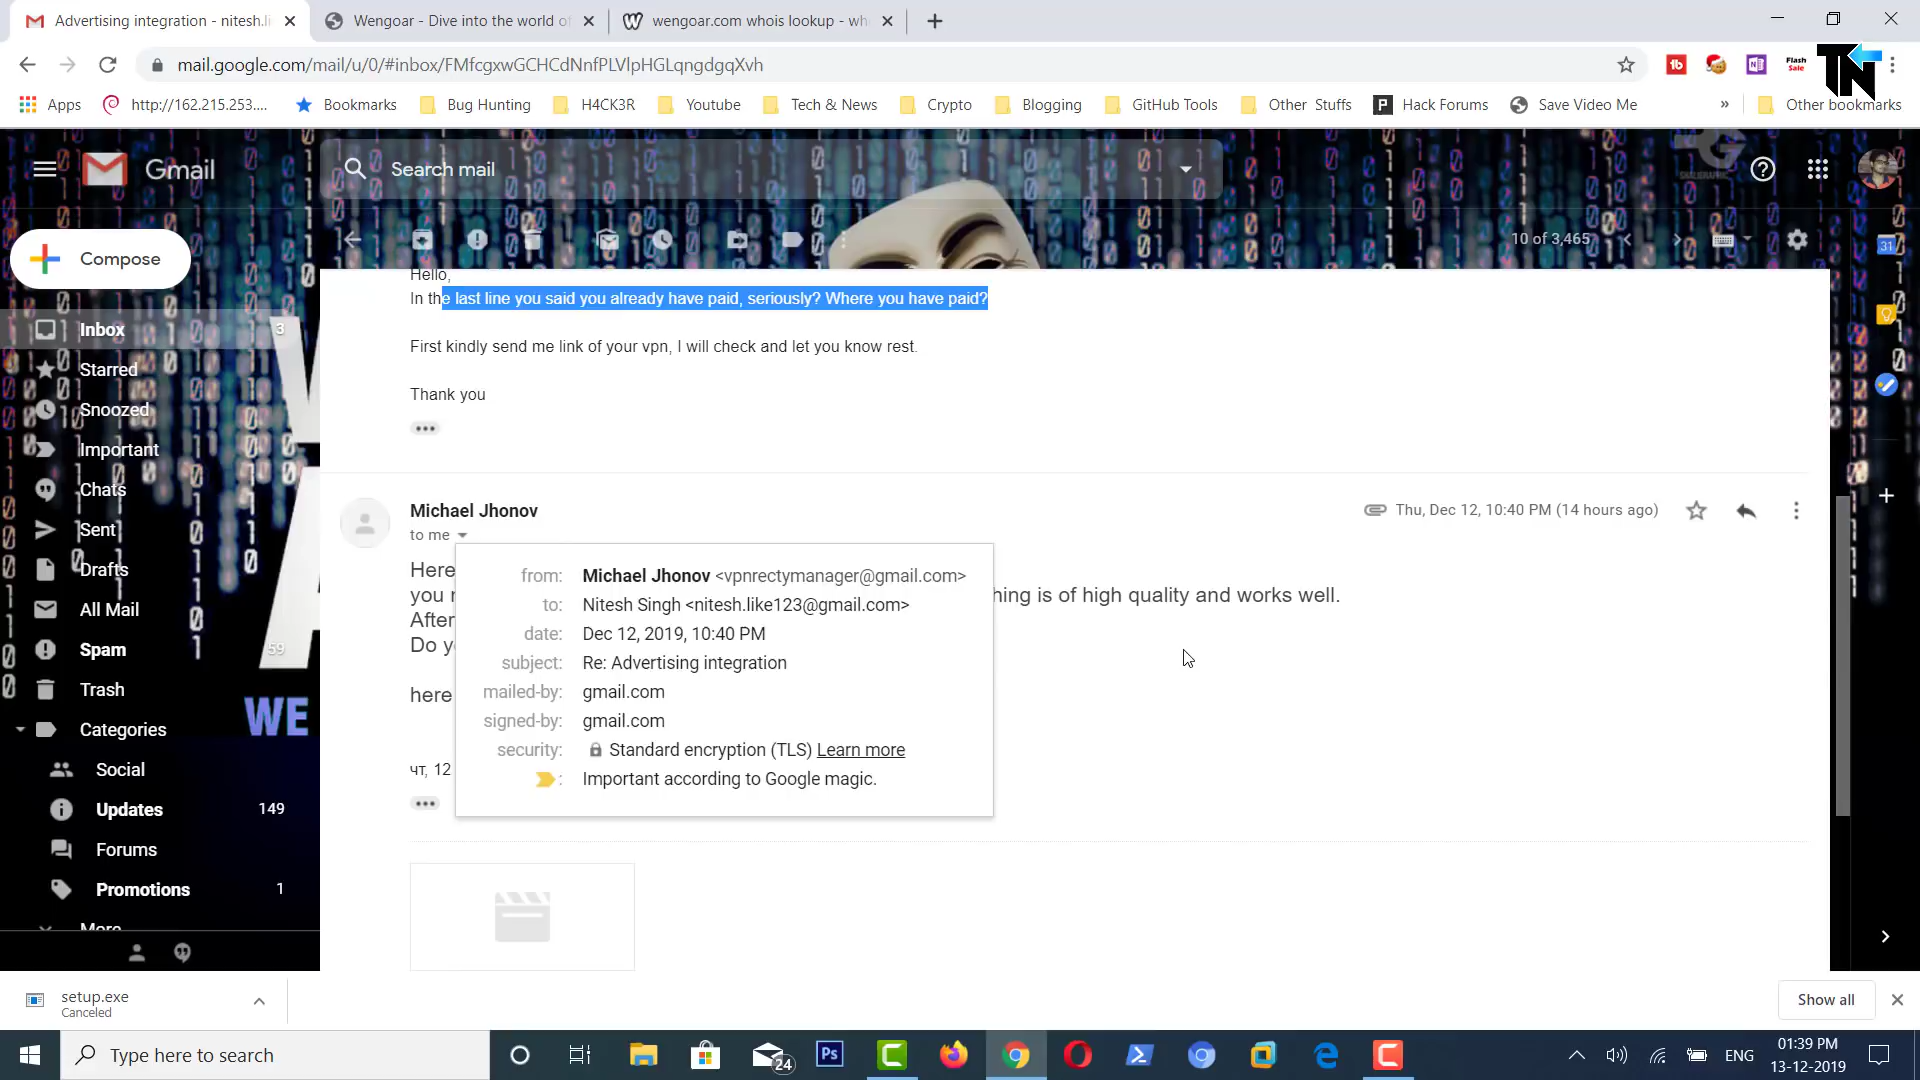 Advertising integration - nitesh.li
Wengoar - Dive into the world of
wengoar.com whois lookup - wh
mail.google.com/mail/u/0/#inbox/FMfcgxwGCHCdNnfPLVlpHGLqngdgqXvh
Flash
Sale
TN
Apps
http://162.215.253....
Bookmarks
Bug Hunting
H4CK3R
Youtube
Tech & News
Crypto
Blogging
GitHub Tools
Other Stuffs
Hack Forums
Save Video Me
»
Other bookmarks
Gmail
Search mail
Compose
10 of 3,465
31
Inbox 3
Starred
Snoozed
Important
Chats
Sent
Drafts
All Mail
Spam 59
Trash
Categories
Social
Updates 149
Forums
Promotions 1
More
WE
Hello,
In the last line you said you already have paid, seriously? Where you have paid?
First kindly send me link of your vpn, I will check and let you know rest.
Thank you
Michael Jhonov
Thu, Dec 12, 10:40 PM (14 hours ago)
to me
Here
hing is of high quality and works well.
After
here
from: Michael Jhonov <vpnrectymanager@gmail.com>
to: Nitesh Singh <nitesh.like123@gmail.com>
date: Dec 12, 2019, 10:40 PM
subject: Re: Advertising integration
mailed-by: gmail.com
signed-by: gmail.com
security: Standard encryption (TLS) Learn more
: Important according to Google magic.
чт, 12
setup.exe
Canceled
Show all
Type here to search
24
Ps
ENG
01:39 PM
13-12-2019